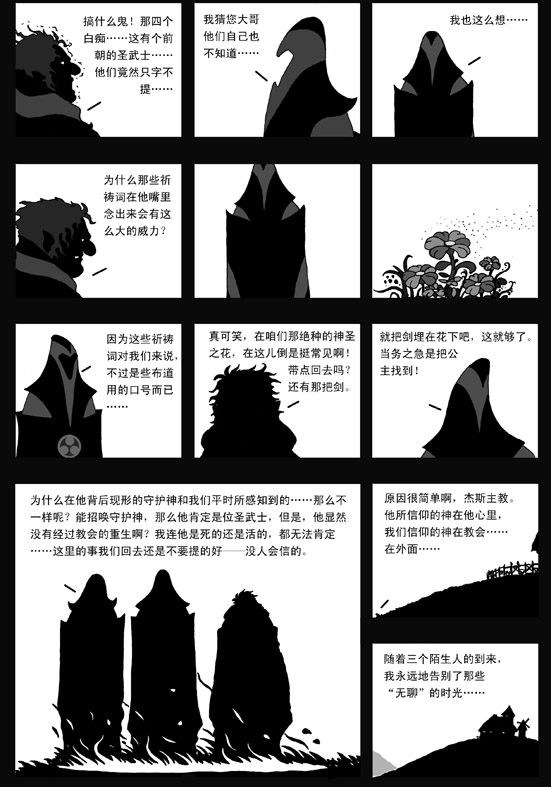 搞什么鬼！那四个
白痴……这有个前
朝的圣武士……
他们竟然只字不
提……
我猜您大哥
他们自己也
不知道……
我也这么想……
为什么那些祈
祷词在他嘴里
念出来会有这
么大的威力？
因为这些祈祷
词对我们来说，
不过是些布道
用的口号而已
……
真可笑，在咱们那绝种的神圣
之花，在这儿倒是挺常见啊！
带点回去吗？
还有那把剑。
就把剑埋在花下吧，这就够了。
当务之急是把公
主找到！
为什么在他背后现形的守护神和我们平时所感知到的……那么不
一样呢？能招唤守护神，那么他肯定是位圣武士，但是，他显然
没有经过教会的重生啊？我连他是死的还是活的，都无法肯定
……这里的事我们回去还是不要提的好——没人会信的。
原因很简单啊，杰斯主教。
他所信仰的神在他心里，
我们信仰的神在教会……
在外面……
随着三个陌生人的到来，
我永远地告别了那些
“无聊”的时光……